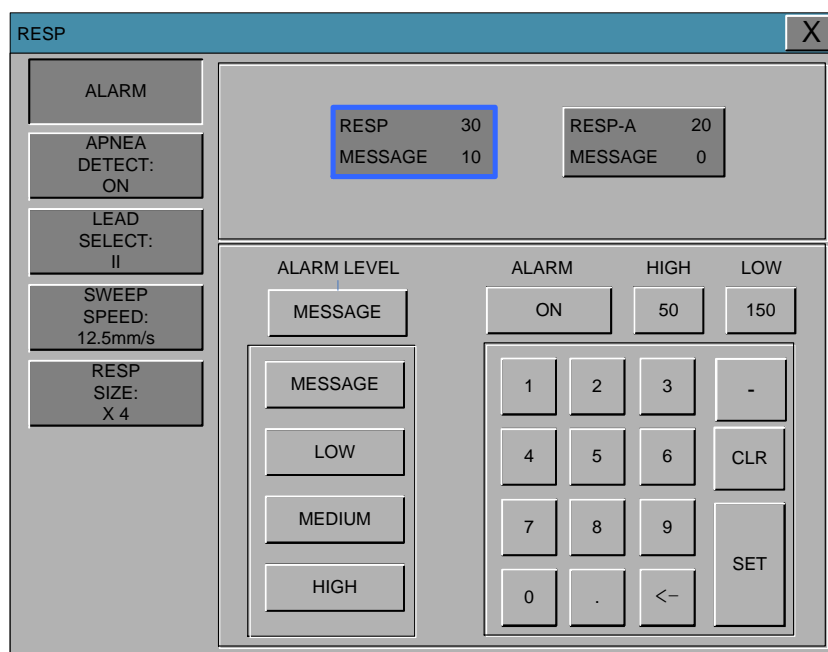 RESP
X
ALARM
APNEA
DETECT:
ON
LEAD
SELECT:
II
SWEEP
SPEED:
12.5mm/s
RESP
SIZE:
X 4
RESP 30
MESSAGE 10
RESP-A 20
MESSAGE 0
ALARM LEVEL
MESSAGE
MESSAGE
LOW
MEDIUM
HIGH
ALARM HIGH LOW
ON 50 150
1 2 3 -
4 5 6 CLR
7 8 9
SET
0 . <-